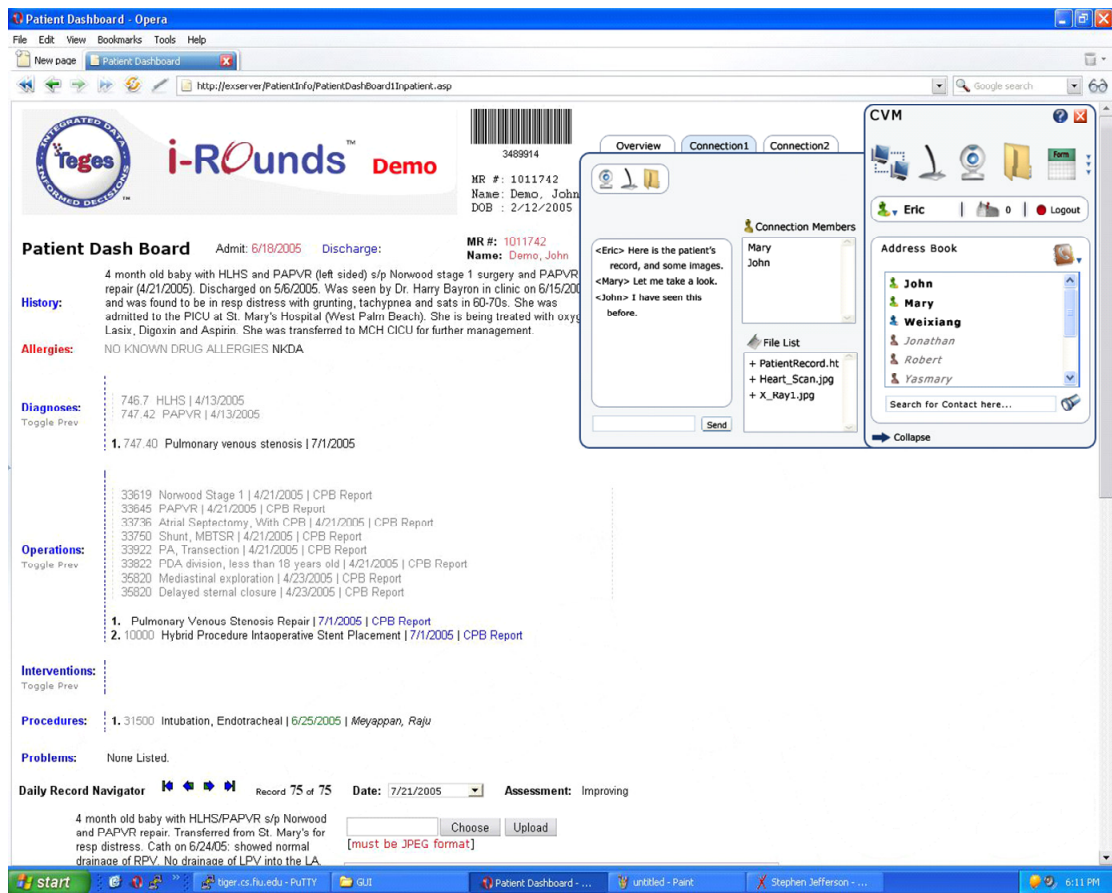 Patient Dashboard - Opera
File Edit View Bookmarks Tools Help
New page Patient Dashboard
http://exserver/PatientInfo/PatientDashBoard1Inpatient.asp
Google search
INTEGRATED DATA
Teges
INFORMED DECISIONS
TM
i-ROunds™ Demo
3489914
MR #: 1011742
Name: Demo, John
DOB : 2/12/2005
Overview Connection1 Connection2
CVM
Form
Eric | 0 | Logout
Connection Members
Mary
John
<Eric> Here is the patient's
record, and some images.
<Mary> Let me take a look.
<John> I have seen this
before.
File List
+ PatientRecord.ht
+ Heart_Scan.jpg
+ X_Ray1.jpg
Send
Address Book
John
Mary
Weixiang
Jonathan
Robert
Yasmary
Search for Contact here...
Collapse
Patient Dash Board Admit: 6/18/2005 Discharge:
MR #: 1011742
Name: Demo, John
History:
4 month old baby with HLHS and PAPVR (left sided) s/p Norwood stage 1 surgery and PAPVR
repair (4/21/2005). Discharged on 5/6/2005. Was seen by Dr. Harry Bayron in clinic on 6/15/200
and was found to be in resp distress with grunting, tachypnea and sats in 60-70s. She was
admitted to the PICU at St. Mary's Hospital (West Palm Beach). She is being treated with oxyg
Lasix, Digoxin and Aspirin. She was transferred to MCH CICU for further management.
Allergies: NO KNOWN DRUG ALLERGIES NKDA
Diagnoses:
Toggle Prev
746.7 HLHS | 4/13/2005
747.42 PAPVR | 4/13/2005
1. 747.40 Pulmonary venous stenosis | 7/1/2005
Operations:
Toggle Prev
33619 Norwood Stage 1 | 4/21/2005 | CPB Report
33645 PAPVR | 4/21/2005 | CPB Report
33736 Atrial Septectomy, With CPB | 4/21/2005 | CPB Report
33750 Shunt, MBTSR | 4/21/2005 | CPB Report
33922 PA, Transection | 4/21/2005 | CPB Report
33822 PDA division, less than 18 years old | 4/21/2005 | CPB Report
35820 Mediastinal exploration | 4/23/2005 | CPB Report
35820 Delayed sternal closure | 4/23/2005 | CPB Report
1. Pulmonary Venous Stenosis Repair | 7/1/2005 | CPB Report
2. 10000 Hybrid Procedure Intaoperative Stent Placement | 7/1/2005 | CPB Report
Interventions:
Toggle Prev
Procedures: 1. 31500 Intubation, Endotracheal | 6/25/2005 | Meyappan, Raju
Problems: None Listed.
Daily Record Navigator Record 75 of 75 Date: 7/21/2005 Assessment: Improving
4 month old baby with HLHS/PAPVR s/p Norwood
and PAPVR repair. Transferred from St. Mary's for
resp distress. Cath on 6/24/05: showed normal
drainage of RPV. No drainage of LPV into the LA.
Choose Upload
[must be JPEG format]
start tiger.cs.fiu.edu - PuTTY GUI Patient Dashboard - ... untitled - Paint Stephen Jefferson - ... 6:11 PM